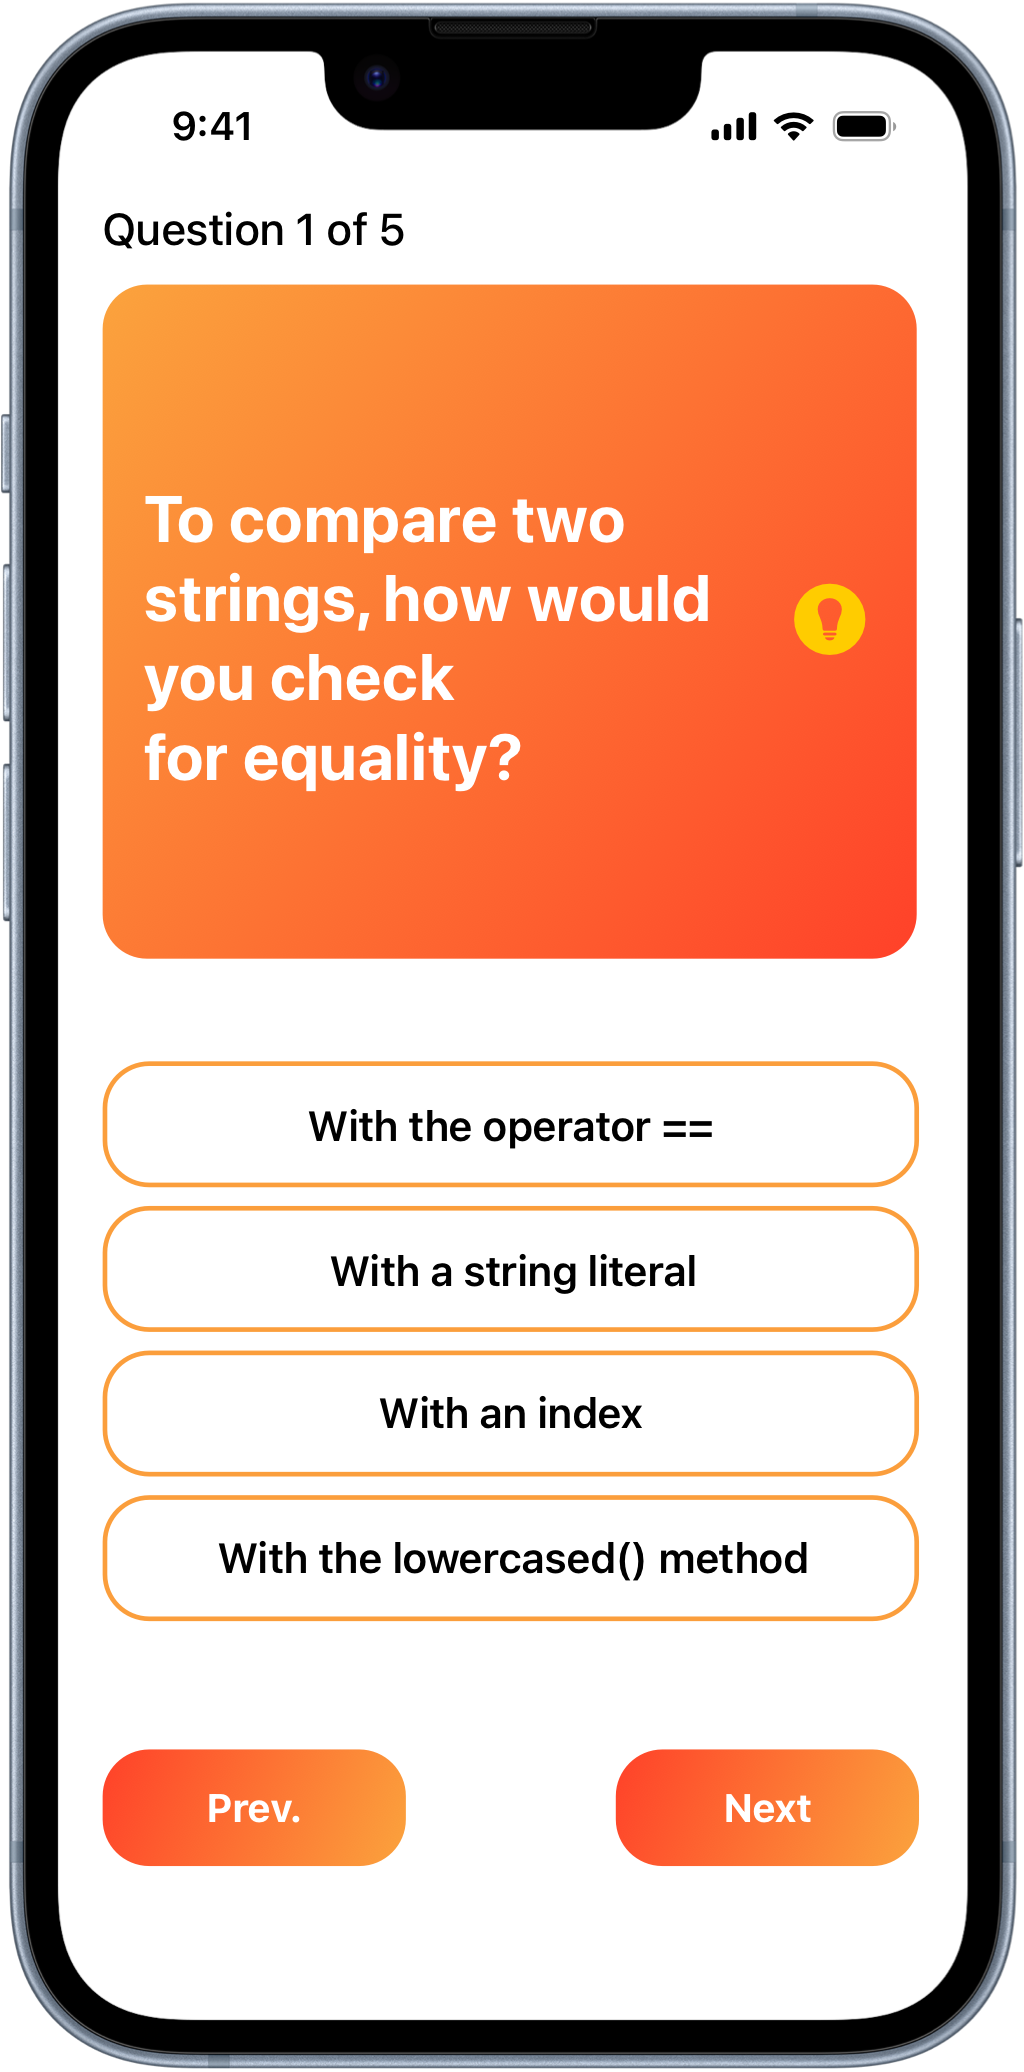 9:41
Question 1 of 5
To compare two
strings, how would
you check
for equality?
With the operator ==
With a string literal
With an index
With the lowercased() method
Prev.
Next